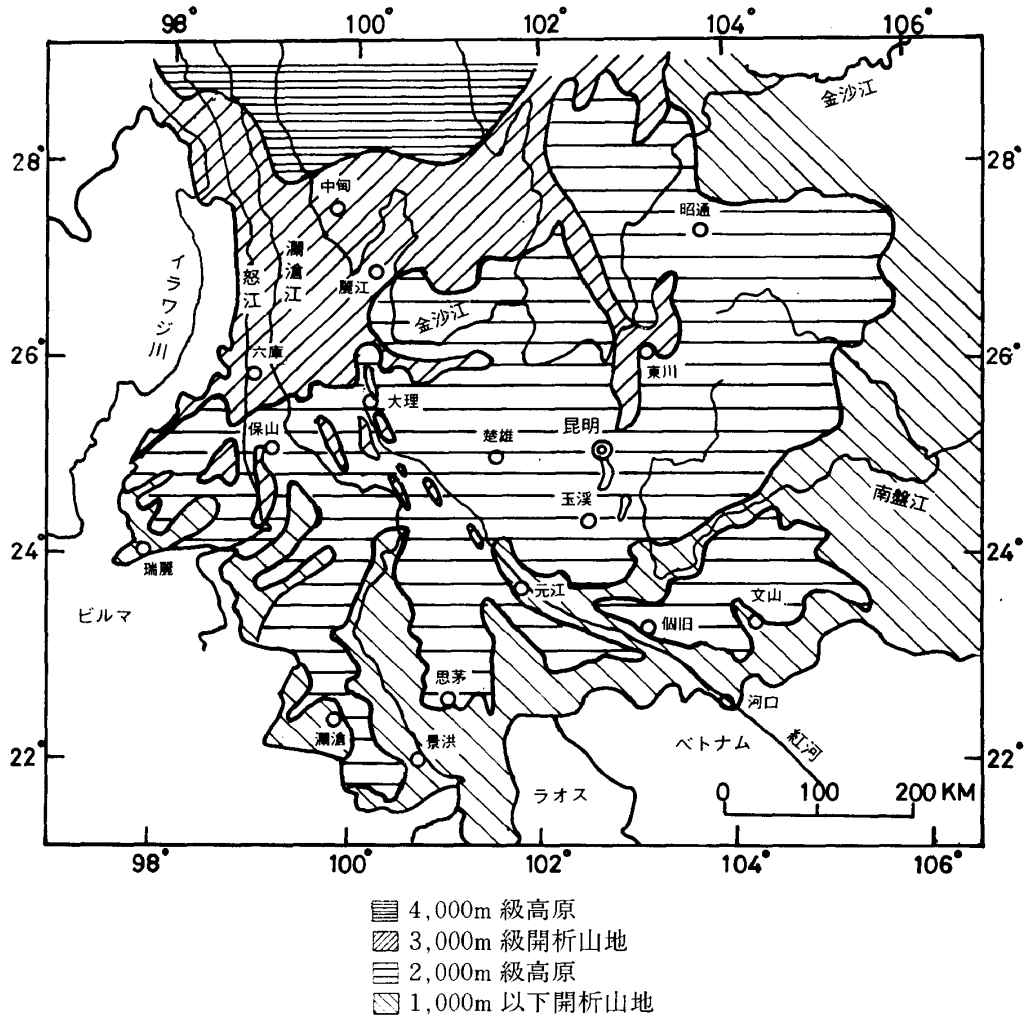 98° 100° 102° 104° 106°
金沙江
28° 28°
中甸
昭通
イラワジ川
怒江
瀾滄江
麗江
金沙江
26° 26°
六庫
東川
大理
保山
楚雄
昆明
玉溪
南盤江
24° 24°
瑞麗
元江
文山
ビルマ
個旧
思茅
河口
瀾滄
景洪
ベトナム
紅河
22° 22°
ラオス
0 100 200 KM
98° 100° 102° 104° 106°
4,000m 級高原
3,000m 級開析山地
2,000m 級高原
1,000m 以下開析山地